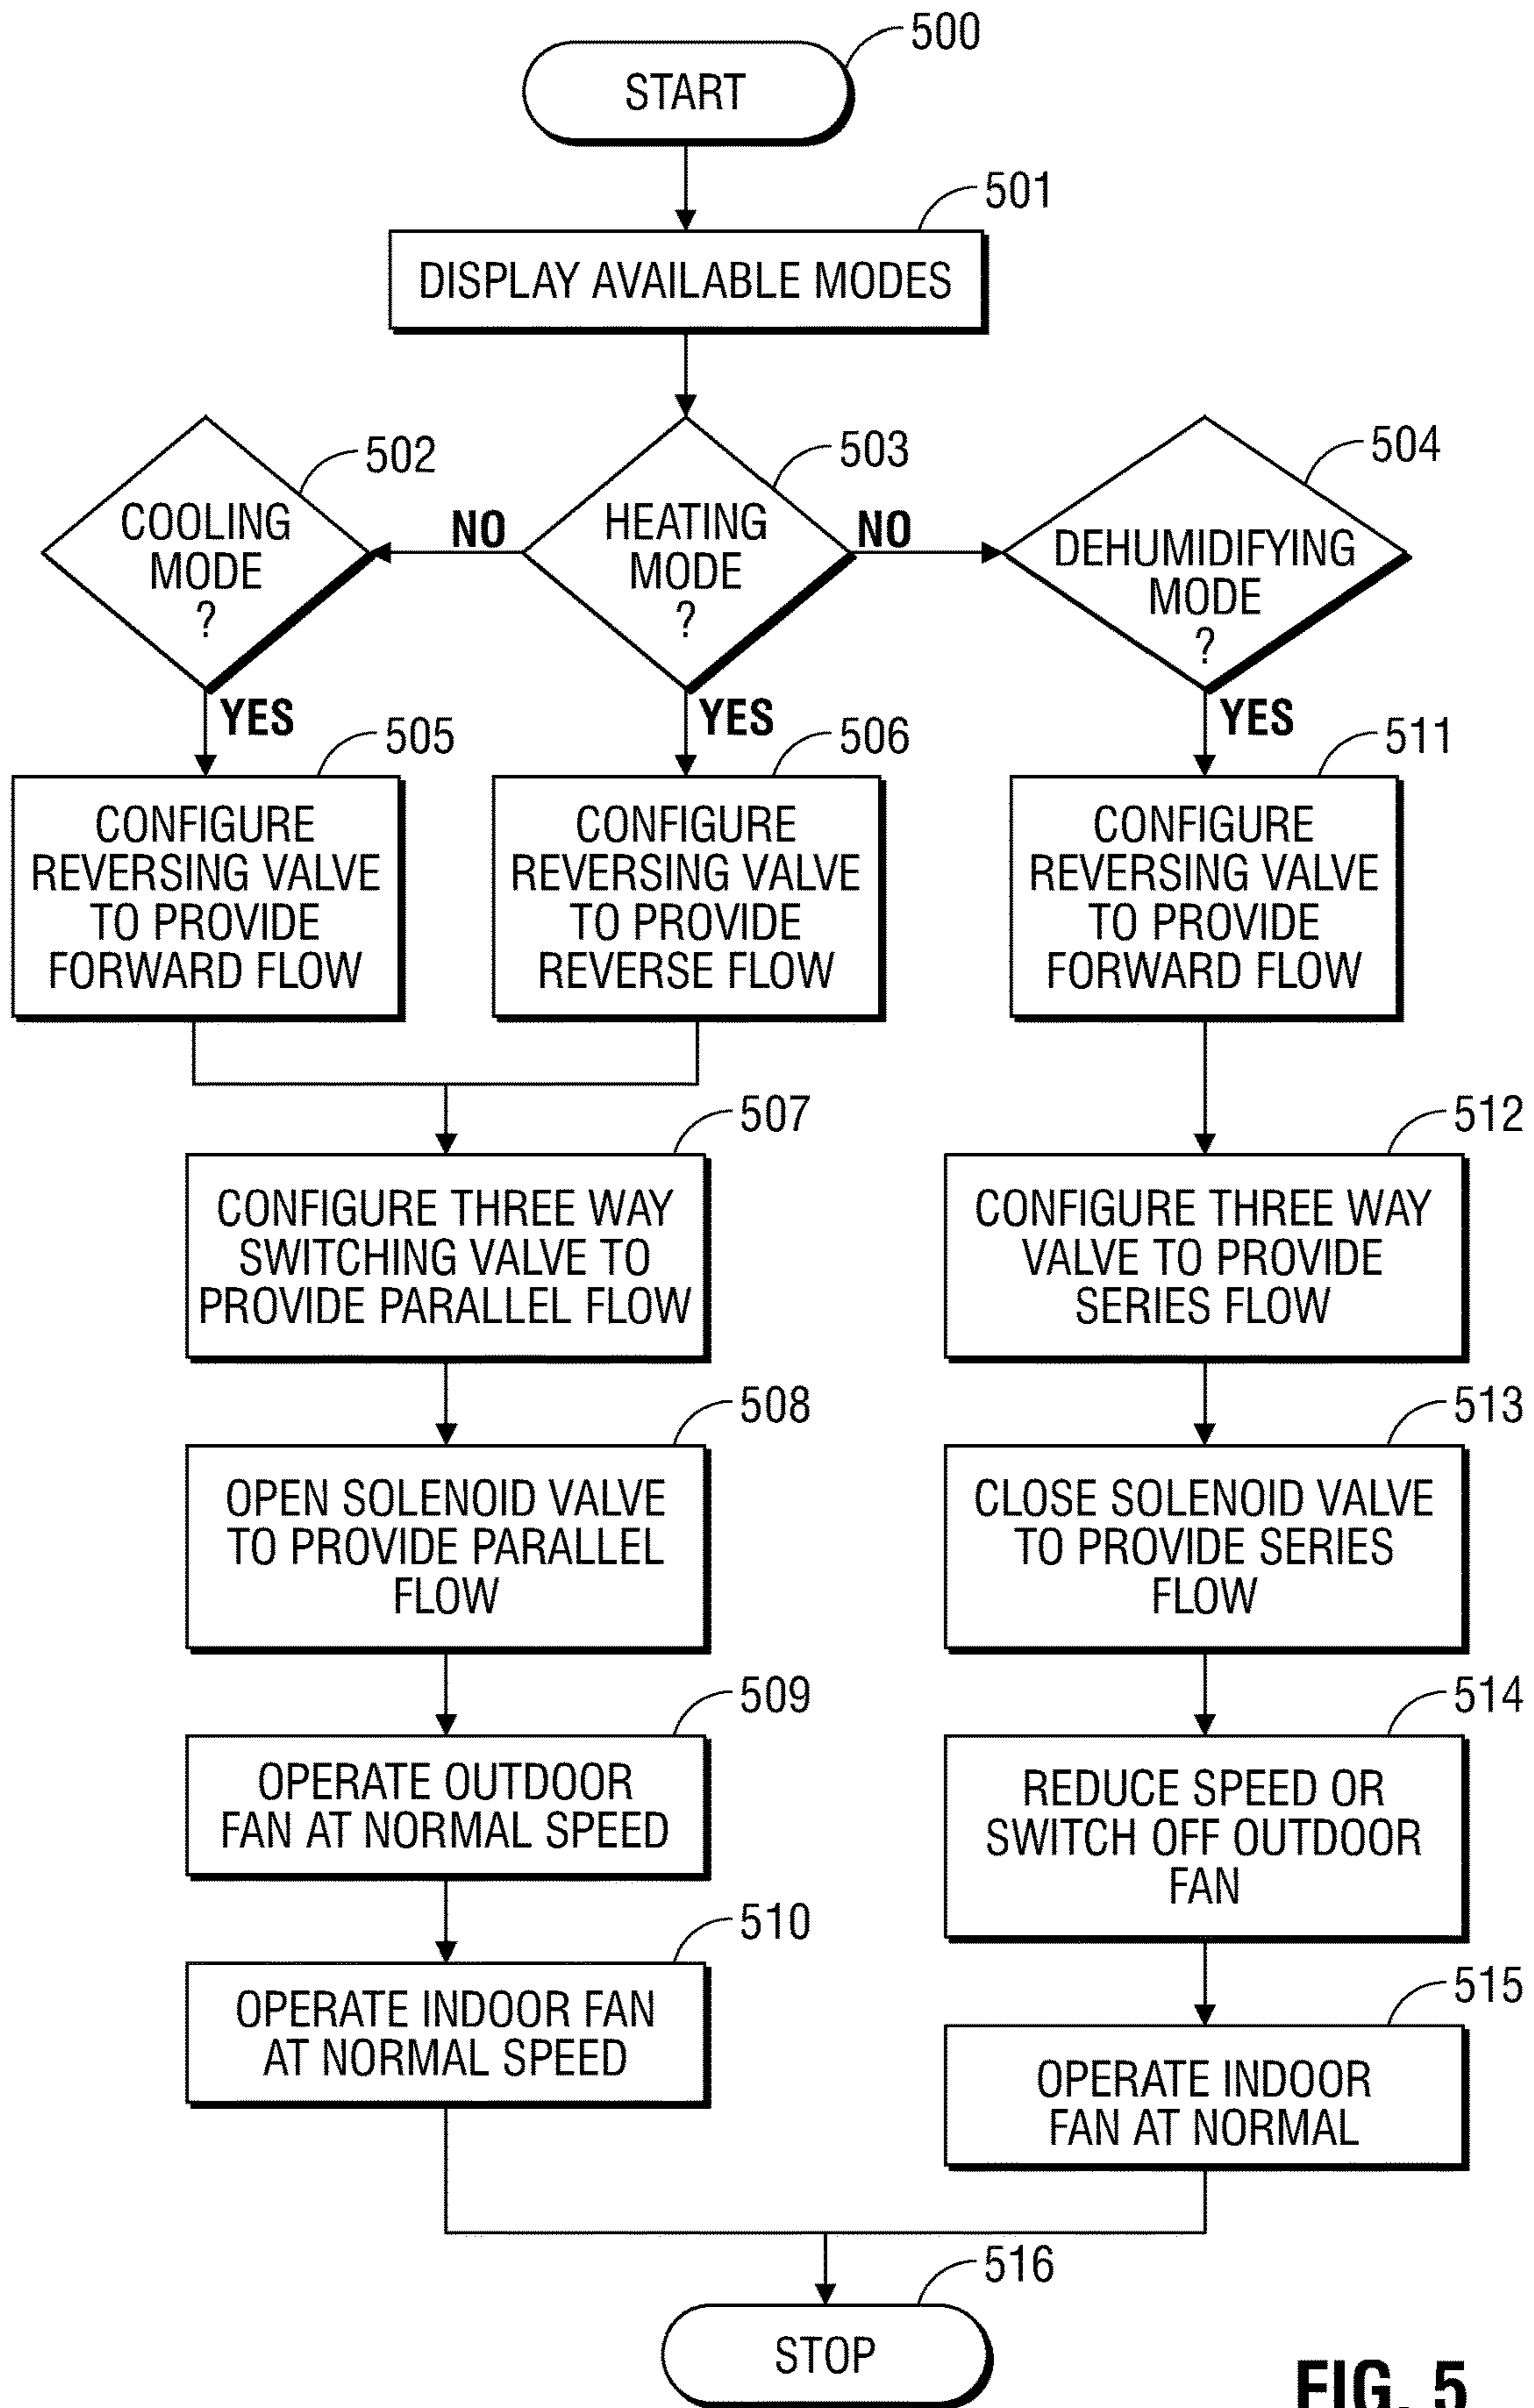 500
START
501
DISPLAY AVAILABLE MODES
502
COOLING
MODE
?
NO
503
HEATING
MODE
?
NO
504
DEHUMIDIFYING
MODE
?
YES
505
CONFIGURE
REVERSING VALVE
TO PROVIDE
FORWARD FLOW
YES
506
CONFIGURE
REVERSING VALVE
TO PROVIDE
REVERSE FLOW
YES
511
CONFIGURE
REVERSING VALVE
TO PROVIDE
FORWARD FLOW
507
CONFIGURE THREE WAY
SWITCHING VALVE TO
PROVIDE PARALLEL FLOW
512
CONFIGURE THREE WAY
VALVE TO PROVIDE
SERIES FLOW
508
OPEN SOLENOID VALVE
TO PROVIDE PARALLEL
FLOW
513
CLOSE SOLENOID VALVE
TO PROVIDE SERIES
FLOW
509
OPERATE OUTDOOR
FAN AT NORMAL SPEED
514
REDUCE SPEED OR
SWITCH OFF OUTDOOR
FAN
510
OPERATE INDOOR FAN
AT NORMAL SPEED
515
OPERATE INDOOR
FAN AT NORMAL
516
STOP
FIG. 5